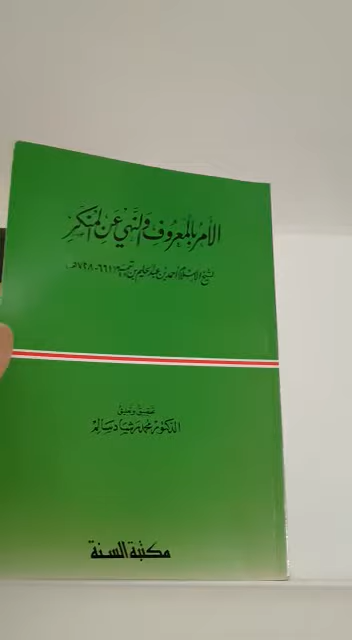 الأمر بالمعروف والنهي عن المنكر
لشيخ الإسلام أحمد بن عبد الحليم بن تيمية ٦٦١ - ٧٢٨ هـ
تحقيق وتعليق
الدكتور محمد رشاد سالم
مكتبة السنة